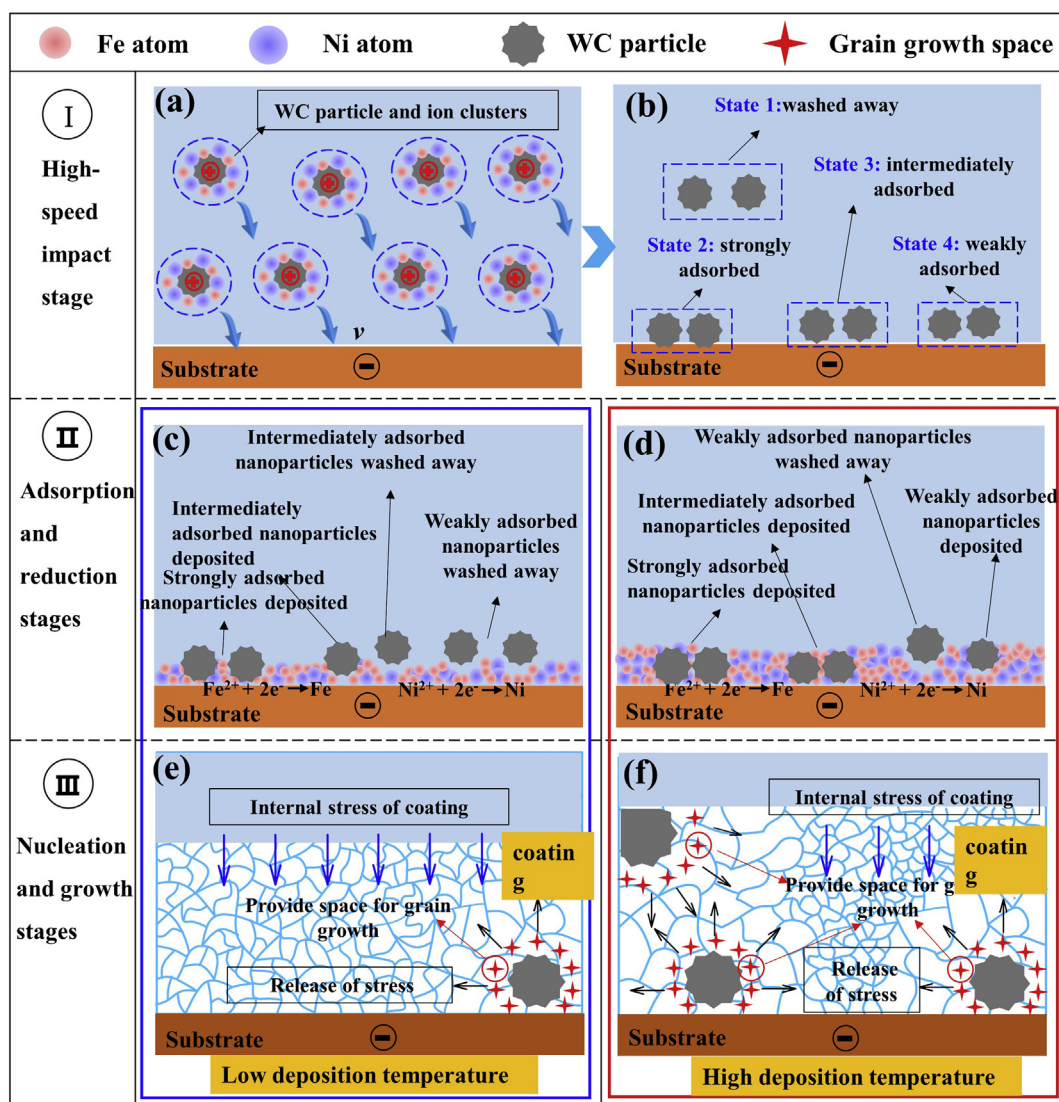 Fe atom
Ni atom
WC particle
Grain growth space
I
High-
speed
impact
stage
(a)
WC particle and ion clusters
v
Substrate
(b)
State 1:washed away
State 3: intermediately
adsorbed
State 2: strongly
adsorbed
State 4: weakly
adsorbed
Substrate
II
Adsorption
and
reduction
stages
(c)
Intermediately adsorbed
nanoparticles washed away
Intermediately
adsorbed nanoparticles
deposited
Weakly adsorbed
nanoparticles
washed away
Strongly adsorbed
nanoparticles deposited
Fe²⁺ + 2e⁻→Fe
Ni²⁺ + 2e⁻→Ni
Substrate
(d)
Weakly adsorbed nanoparticles
washed away
Intermediately adsorbed
nanoparticles deposited
Weakly adsorbed
nanoparticles
deposited
Strongly adsorbed
nanoparticles deposited
Fe²⁺ + 2e⁻→Fe
Ni²⁺ + 2e⁻→Ni
Substrate
III
Nucleation
and growth
stages
(e)
Internal stress of coating
coatin
g
Provide space for grain
growth
Release of stress
Substrate
Low deposition temperature
(f)
Internal stress of coating
coatin
g
Provide space for g
growth
Release
of stress
Substrate
High deposition temperature